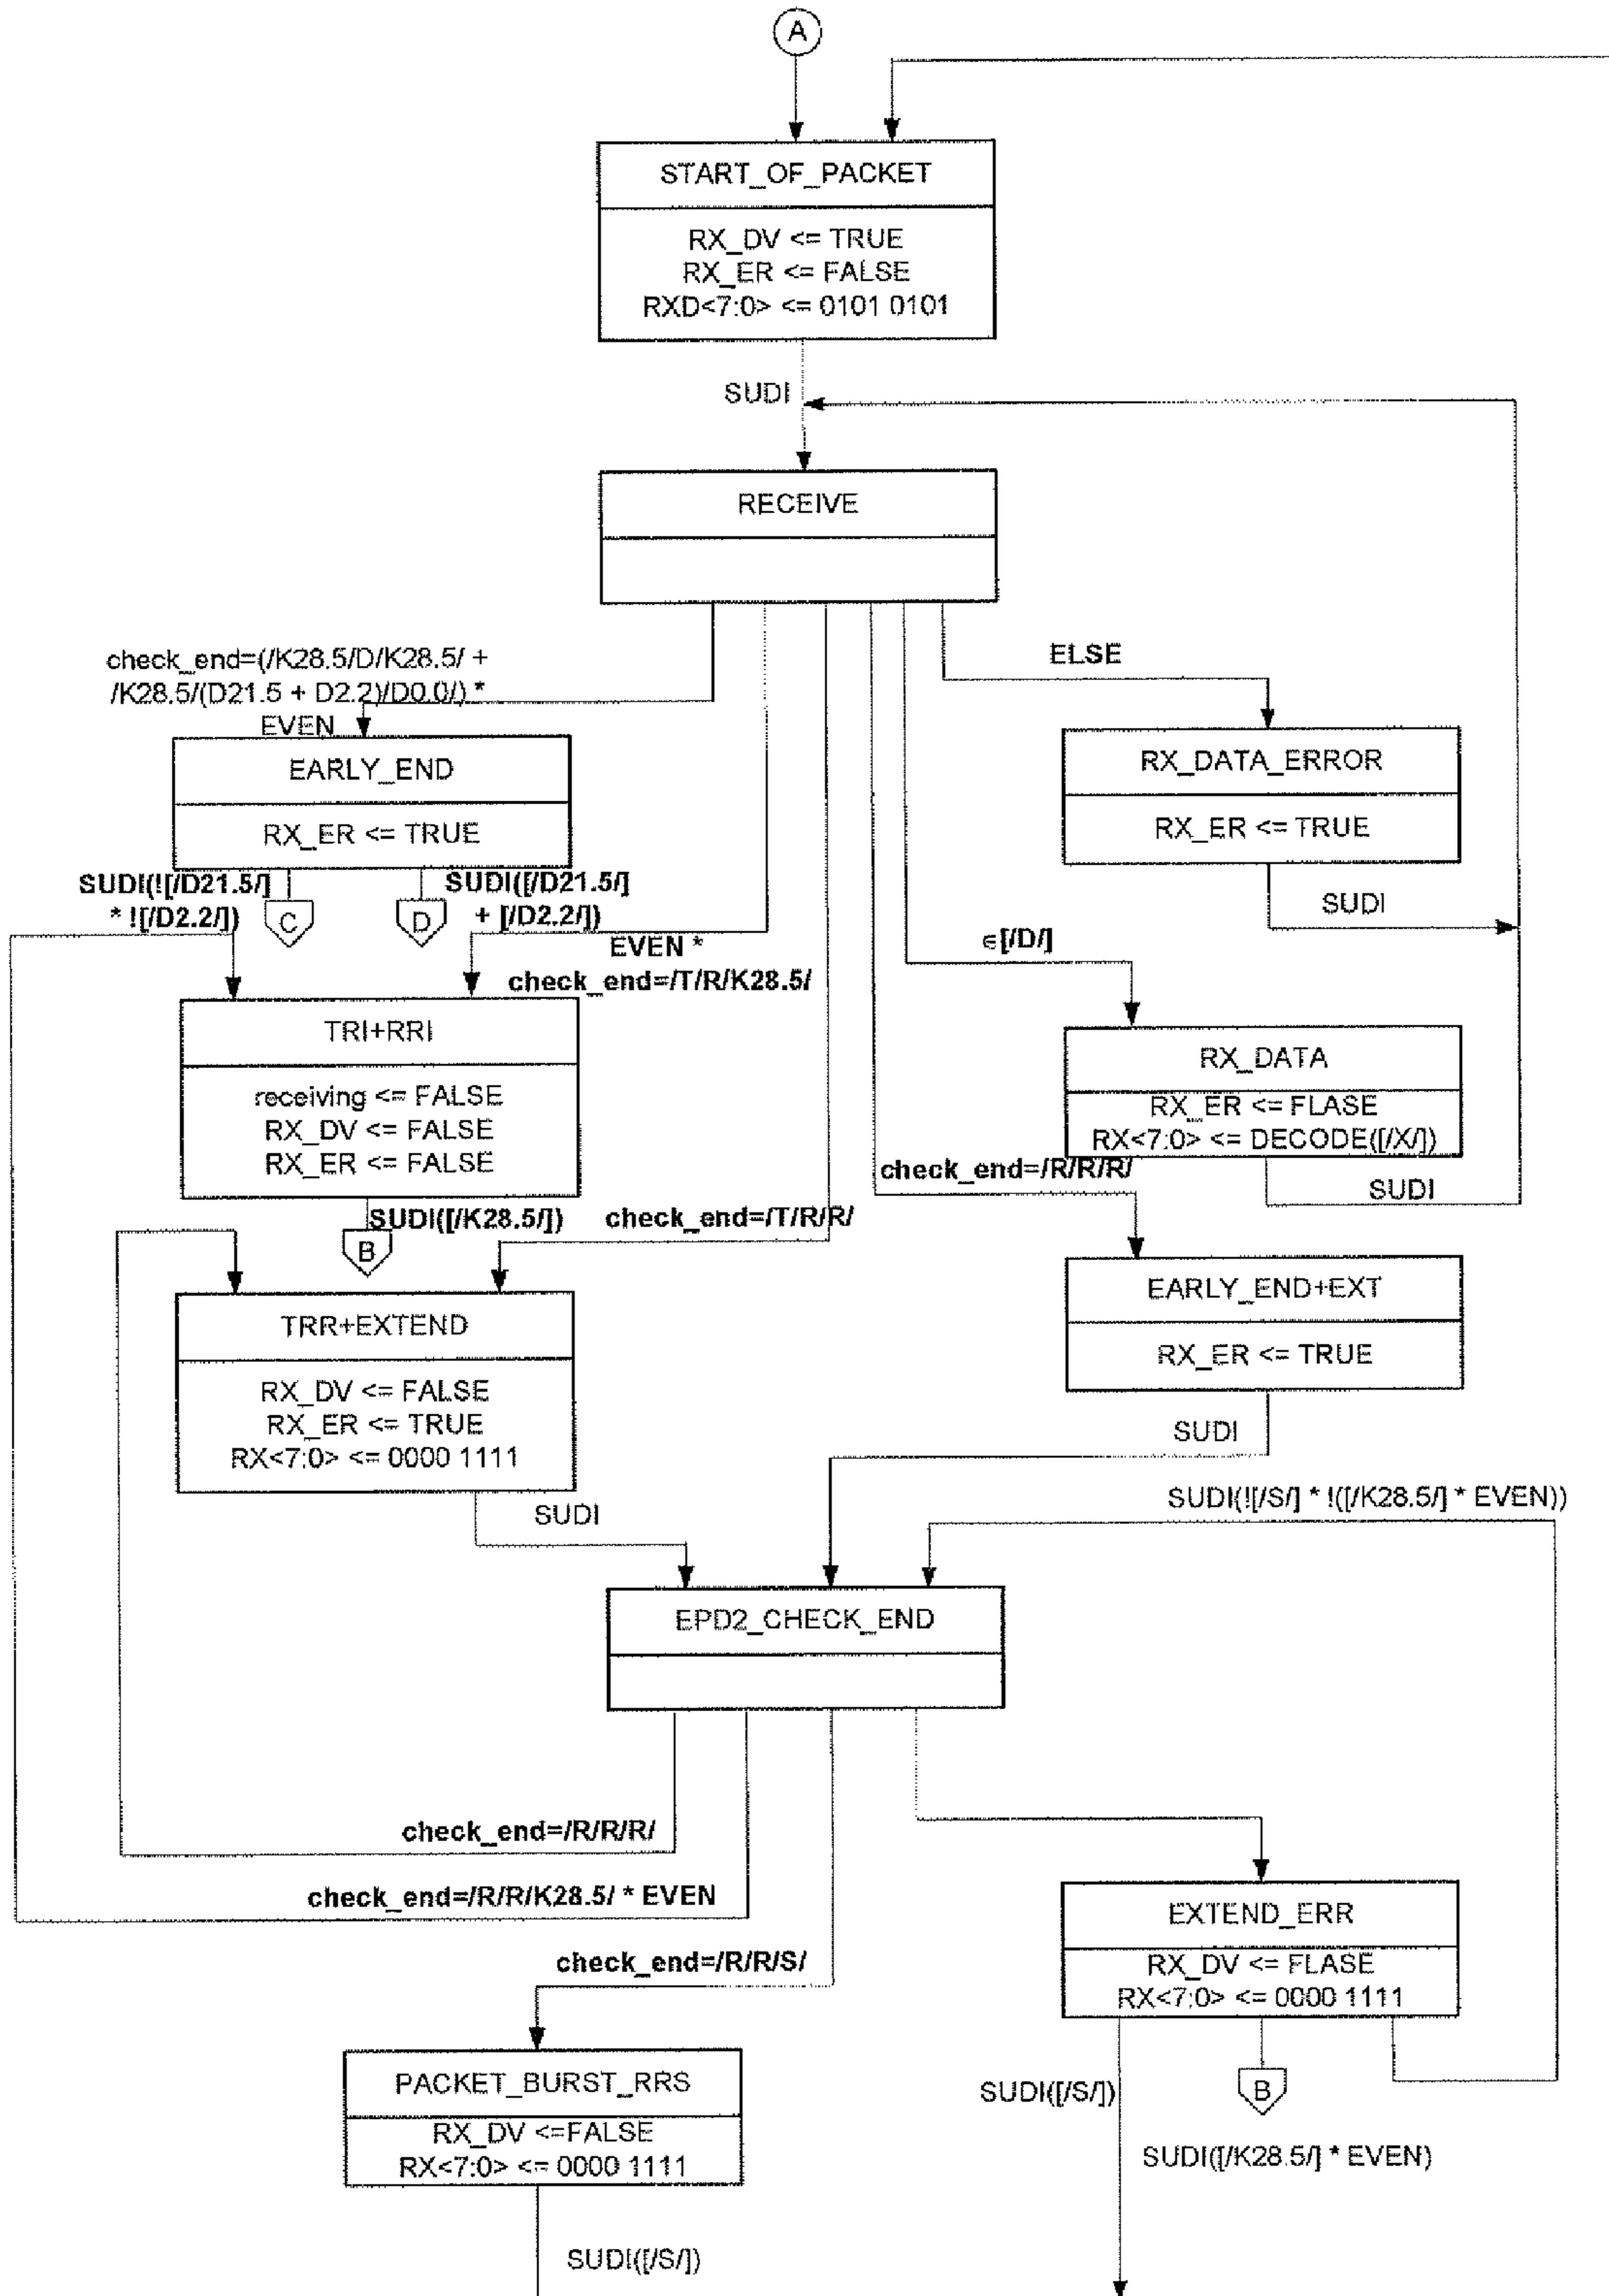 A
START_OF_PACKET
RX_DV <= TRUE
RX_ER <= FALSE
RXD<7:0> <= 0101 0101
SUDI
RECEIVE
check_end=(/K28.5/D/K28.5/ +
/K28.5/(D21.5 + D2.2)/D0.0/) *
EVEN
ELSE
EARLY_END
RX_ER <= TRUE
RX_DATA_ERROR
RX_ER <= TRUE
SUDI
SUDI(![/D21.5/]
* ![/D2.2/])
C
D
SUDI([/D21.5/]
+ [/D2.2/])
EVEN *
check_end=/T/R/K28.5/
∈[/D/]
TRI+RRI
receiving <= FALSE
RX_DV <= FALSE
RX_ER <= FALSE
RX_DATA
RX_ER <= FLASE
RX<7:0> <= DECODE([/X/])
SUDI
check_end=/R/R/R/
SUDI([/K28.5/])
B
check_end=/T/R/R/
TRR+EXTEND
RX_DV <= FALSE
RX_ER <= TRUE
RX<7:0> <= 0000 1111
SUDI
EARLY_END+EXT
RX_ER <= TRUE
SUDI
SUDI(![/S/] * !([/K28.5/] * EVEN))
EPD2_CHECK_END
check_end=/R/R/R/
check_end=/R/R/K28.5/ * EVEN
check_end=/R/R/S/
EXTEND_ERR
RX_DV <= FLASE
RX<7:0> <= 0000 1111
PACKET_BURST_RRS
RX_DV <=FALSE
RX<7:0> <= 0000 1111
SUDI([/S/])
B
SUDI([/K28.5/] * EVEN)
SUDI([/S/])